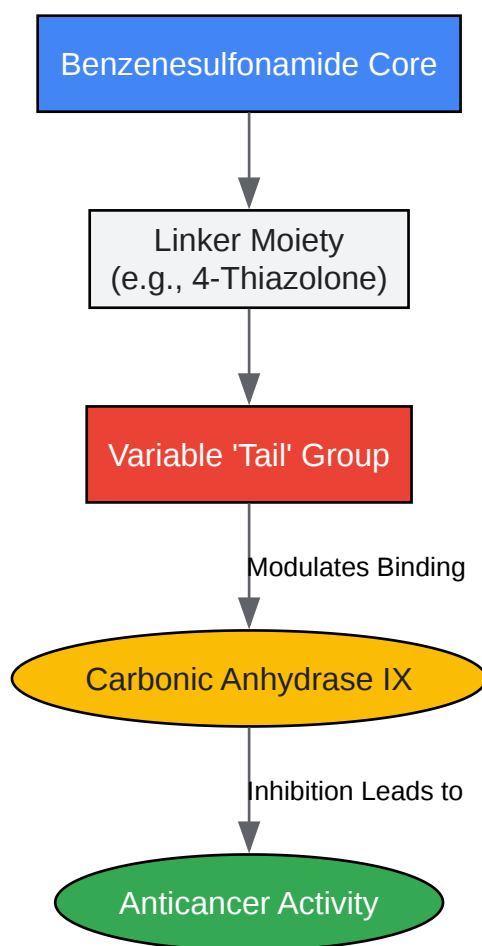 Benzenesulfonamide Core
Linker Moiety
(e.g., 4-Thiazolone)
Variable 'Tail' Group
Modulates Binding
Carbonic Anhydrase IX
Inhibition Leads to
Anticancer Activity